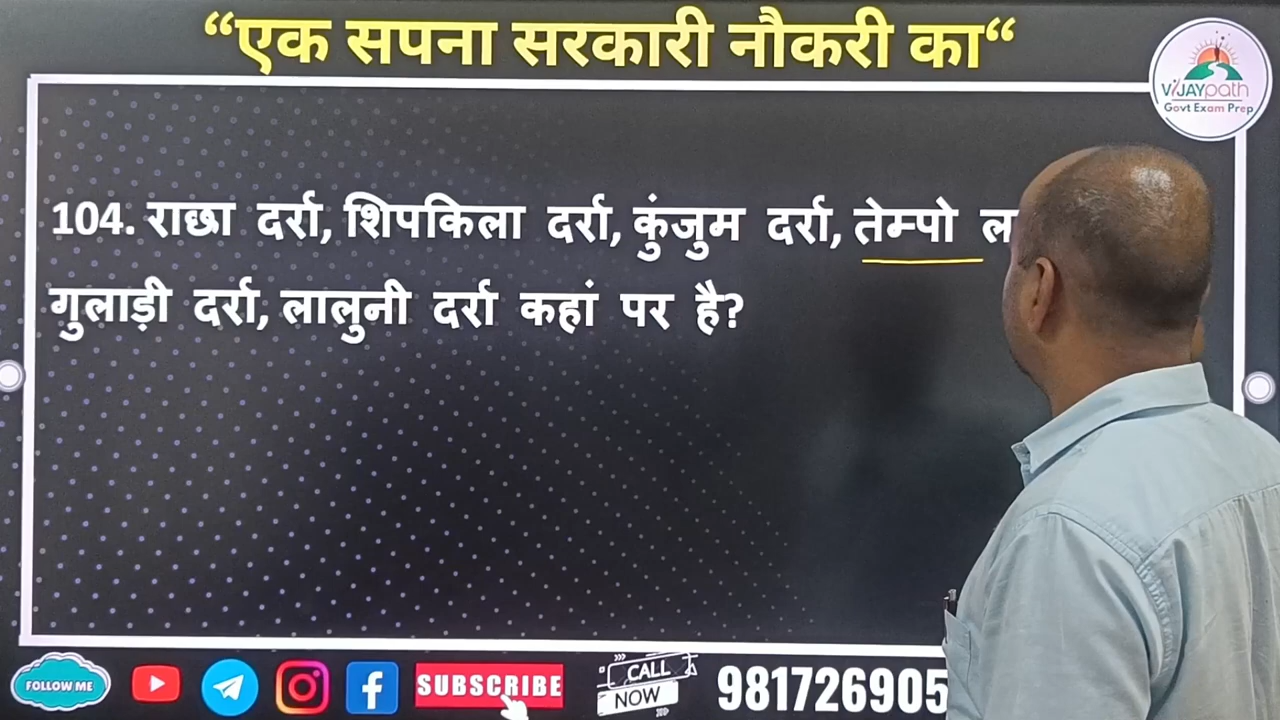 “एक सपना सरकारी नौकरी का“
VIJAYpath
Govt Exam Prep
104. राछा दर्रा, शिपकिला दर्रा, कुंजुम दर्रा, तेम्पो
गुलाड़ी दर्रा, लालुनी दर्रा कहां पर है?
FOLLOW ME
SUBSCRIBE
CALL
NOW
981726905